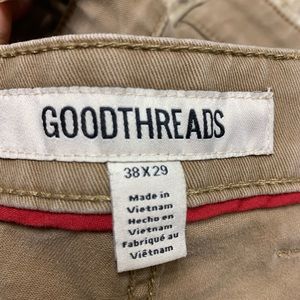 GOODTHREADS
38X29
Made in
Vietnam
Hecho en
Vietnam
Fabriqué au
Viêtnam